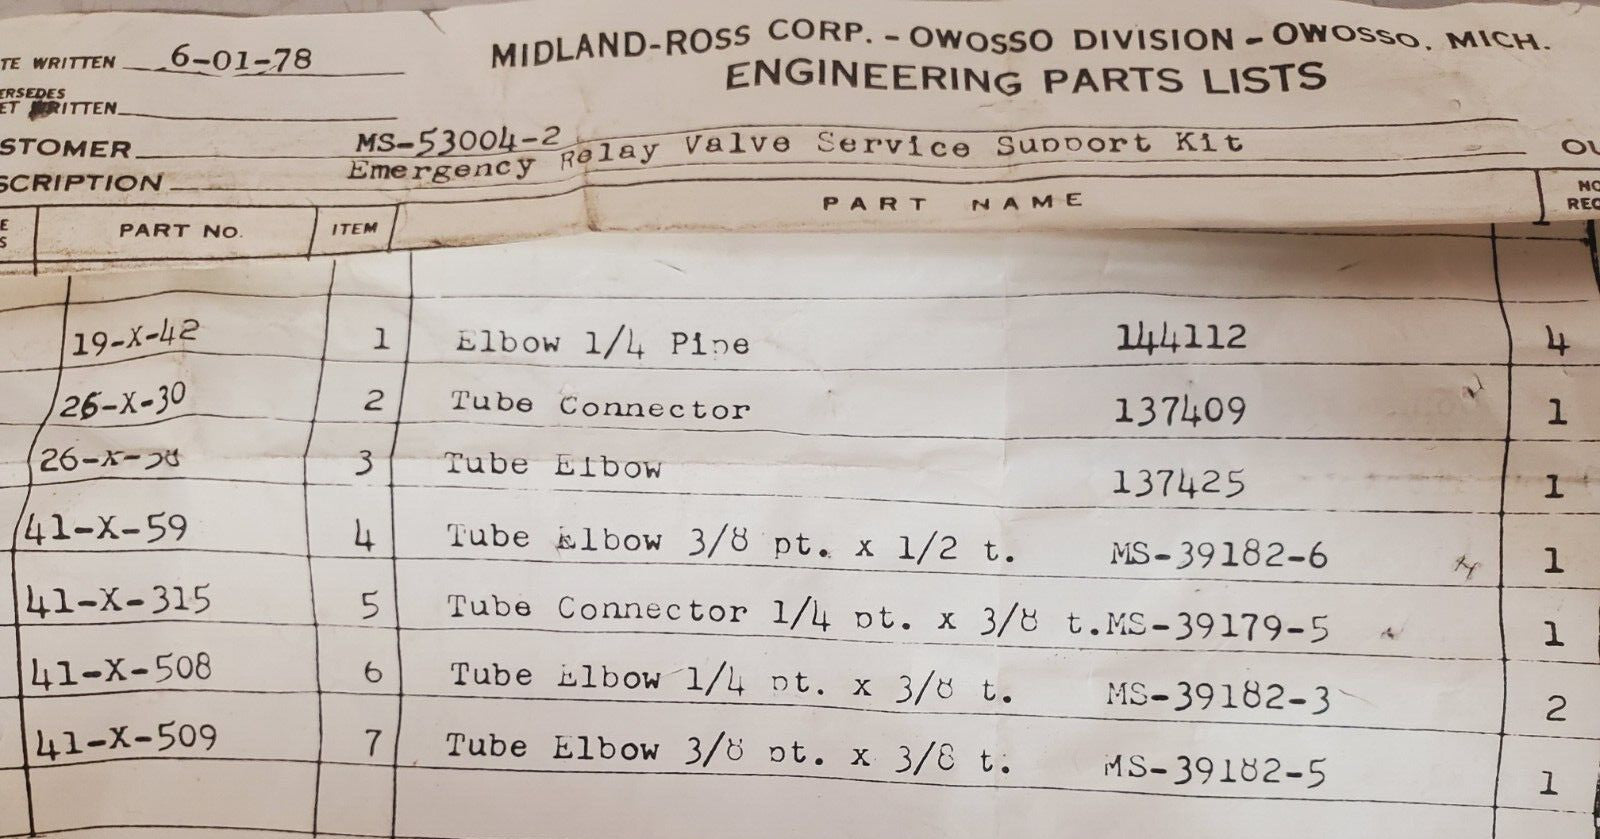 TE WRITTEN 6-01-78
MIDLAND-ROSS CORP. - OWOSSO DIVISION - OWOSSO, MICH.
ENGINEERING PARTS LISTS
ERSEDES
ET WRITTEN
STOMER MS-53004-2
SCRIPTION Emergency Relay Valve Service Support Kit OU
E
S PART NO. ITEM PART NAME NO
REQ
19-X-42 1 Elbow 1/4 Pipe 144112 4
26-X-30 2 Tube Connector 137409 1
26-X-38 3 Tube Elbow 137425 1
41-X-59 4 Tube Elbow 3/8 pt. x 1/2 t. MS-39182-6 1
41-X-315 5 Tube Connector 1/4 pt. x 3/8 t. MS-39179-5 1
41-X-508 6 Tube Elbow 1/4 pt. x 3/8 t. MS-39182-3 2
41-X-509 7 Tube Elbow 3/8 pt. x 3/8 t. MS-39182-5 1